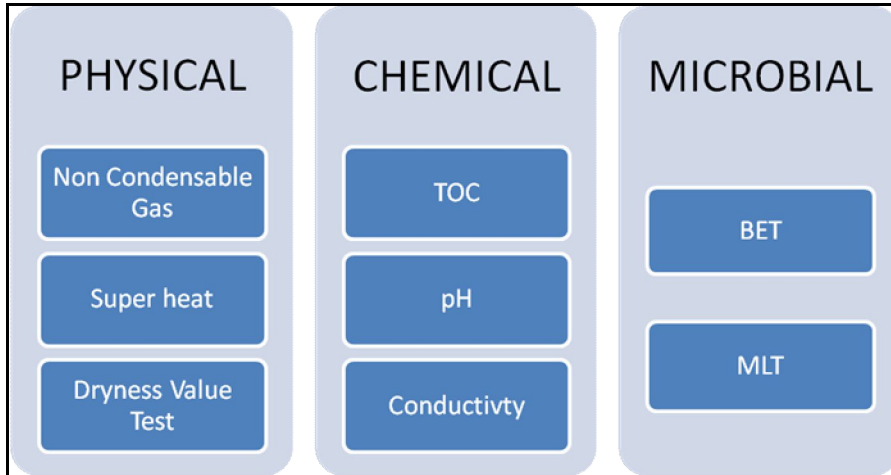 PHYSICAL
Non Condensable
Gas
Super heat
Dryness Value
Test
CHEMICAL
TOC
pH
Conductivty
MICROBIAL
BET
MLT